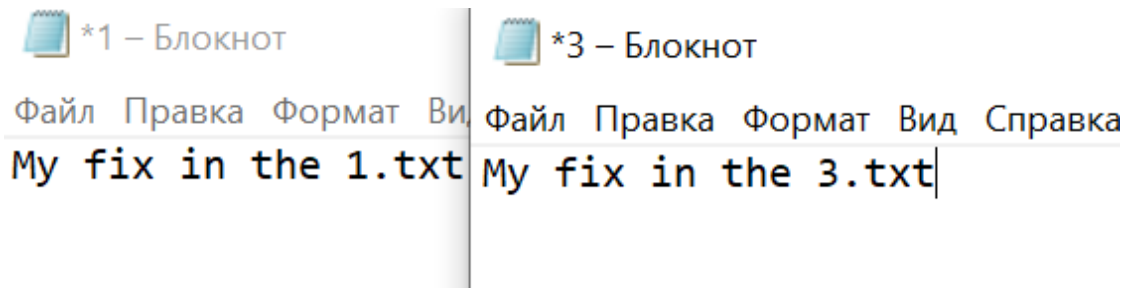 *1 – Блокнот
Файл Правка Формат Ви
My fix in the 1.txt
*3 – Блокнот
Файл Правка Формат Вид Справка
My fix in the 3.txt